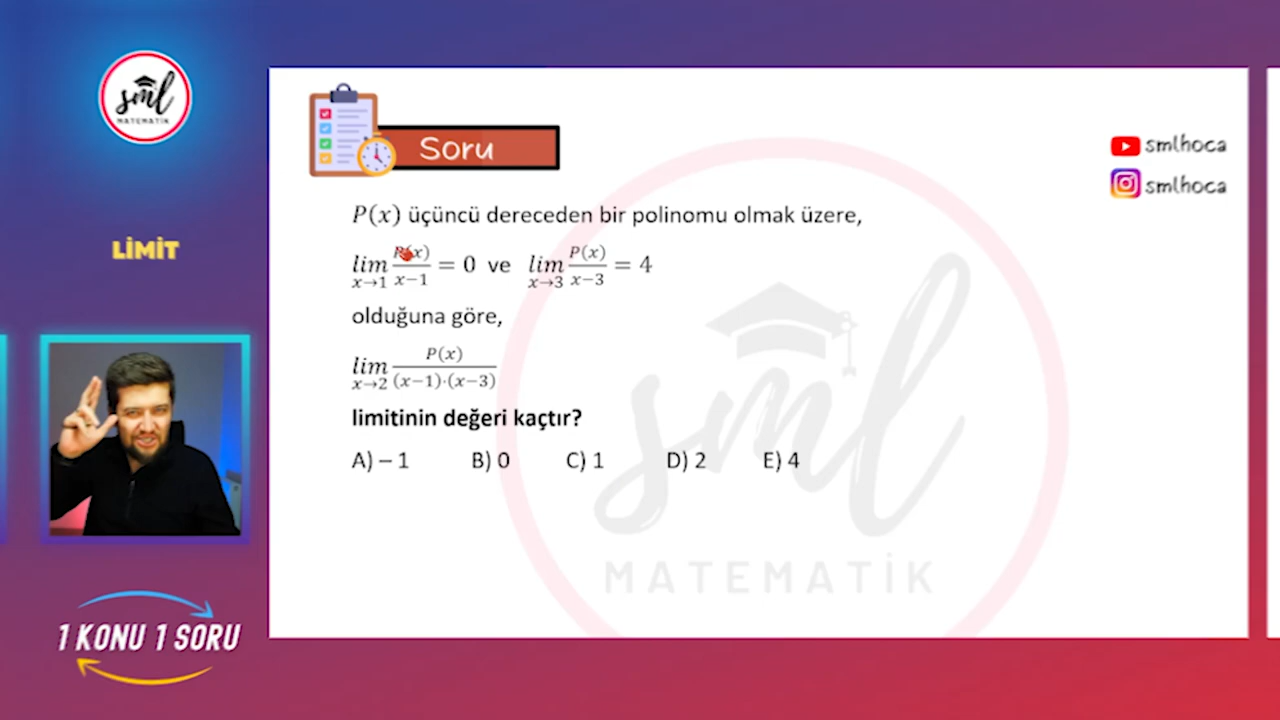 sml
MATEMATİK
LİMİT
1 KONU 1 SORU
Soru
smlhoca
smlhoca
P(x) üçüncü dereceden bir polinomu olmak üzere,
lim x→1 P(x)/x−1 = 0 ve lim x→3 P(x)/x−3 = 4
olduğuna göre,
lim x→2 P(x)/(x−1)·(x−3)
limitinin değeri kaçtır?
A) – 1 B) 0 C) 1 D) 2 E) 4
sml
MATEMATİK